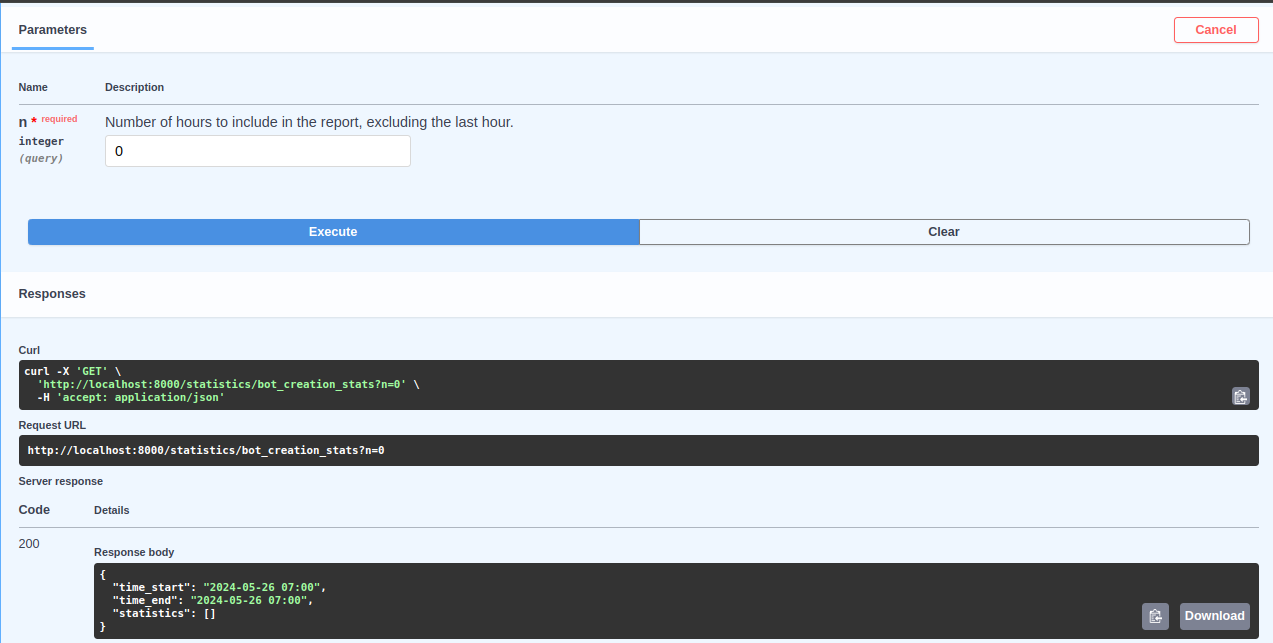 Parameters
Cancel
Name Description
n * required
Number of hours to include in the report, excluding the last hour.
integer
(query)
0
Execute
Clear
Responses
Curl
curl -X 'GET' \
  'http://localhost:8000/statistics/bot_creation_stats?n=0' \
  -H 'accept: application/json'
Request URL
http://localhost:8000/statistics/bot_creation_stats?n=0
Server response
Code Details
200
Response body
{
  "time_start": "2024-05-26 07:00",
  "time_end": "2024-05-26 07:00",
  "statistics": []
}
Download